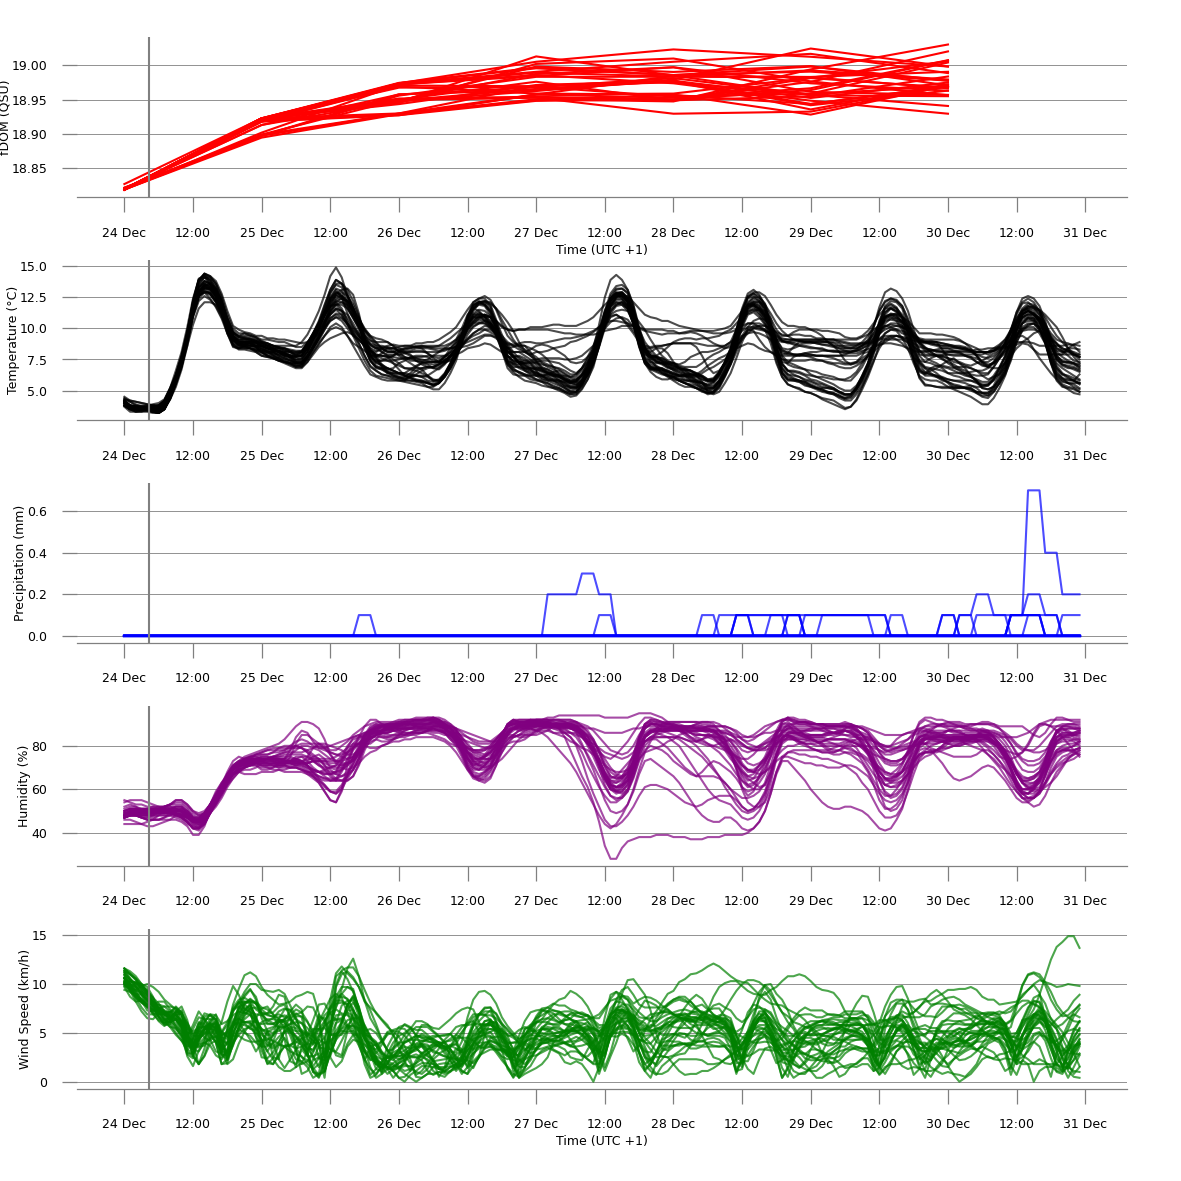 fDOM (QSU)
19.00
18.95
18.90
18.85
24 Dec 12:00 25 Dec 12:00 26 Dec 12:00 27 Dec 12:00 28 Dec 12:00 29 Dec 12:00 30 Dec 12:00 31 Dec
Time (UTC +1)
Temperature (°C)
15.0
12.5
10.0
7.5
5.0
24 Dec 12:00 25 Dec 12:00 26 Dec 12:00 27 Dec 12:00 28 Dec 12:00 29 Dec 12:00 30 Dec 12:00 31 Dec
Precipitation (mm)
0.6
0.4
0.2
0.0
24 Dec 12:00 25 Dec 12:00 26 Dec 12:00 27 Dec 12:00 28 Dec 12:00 29 Dec 12:00 30 Dec 12:00 31 Dec
Humidity (%)
80
60
40
24 Dec 12:00 25 Dec 12:00 26 Dec 12:00 27 Dec 12:00 28 Dec 12:00 29 Dec 12:00 30 Dec 12:00 31 Dec
Wind Speed (km/h)
15
10
5
0
24 Dec 12:00 25 Dec 12:00 26 Dec 12:00 27 Dec 12:00 28 Dec 12:00 29 Dec 12:00 30 Dec 12:00 31 Dec
Time (UTC +1)